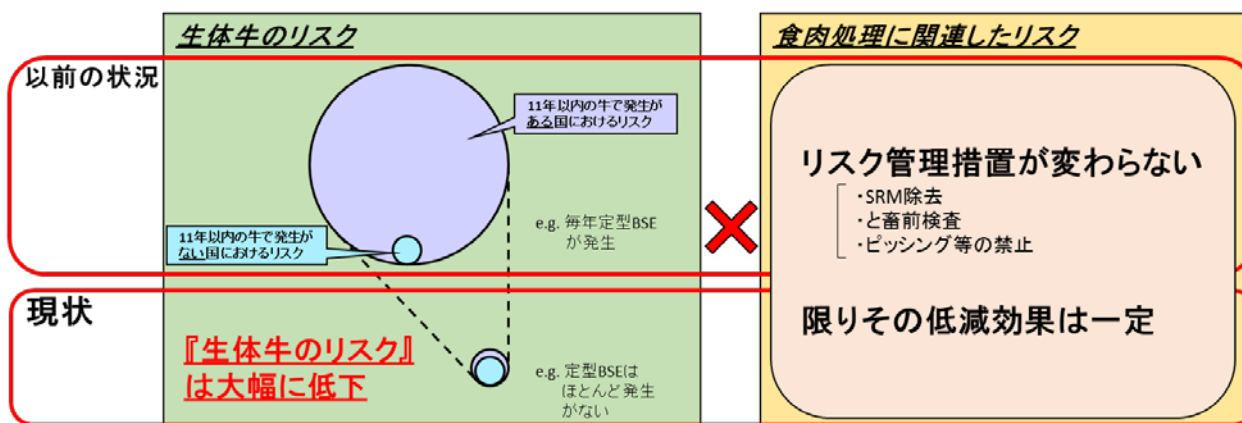 生体牛のリスク
食肉処理に関連したリスク
以前の状況
11年以内の牛で発生が
ある国におけるリスク
11年以内の牛で発生が
ない国におけるリスク
e.g. 毎年定型BSE
が発生
リスク管理措置が変わらない
・SRM除去
・と畜前検査
・ピッシング等の禁止
限りその低減効果は一定
現状
『生体牛のリスク』
は大幅に低下
e.g. 定型BSEは
ほとんど発生
がない